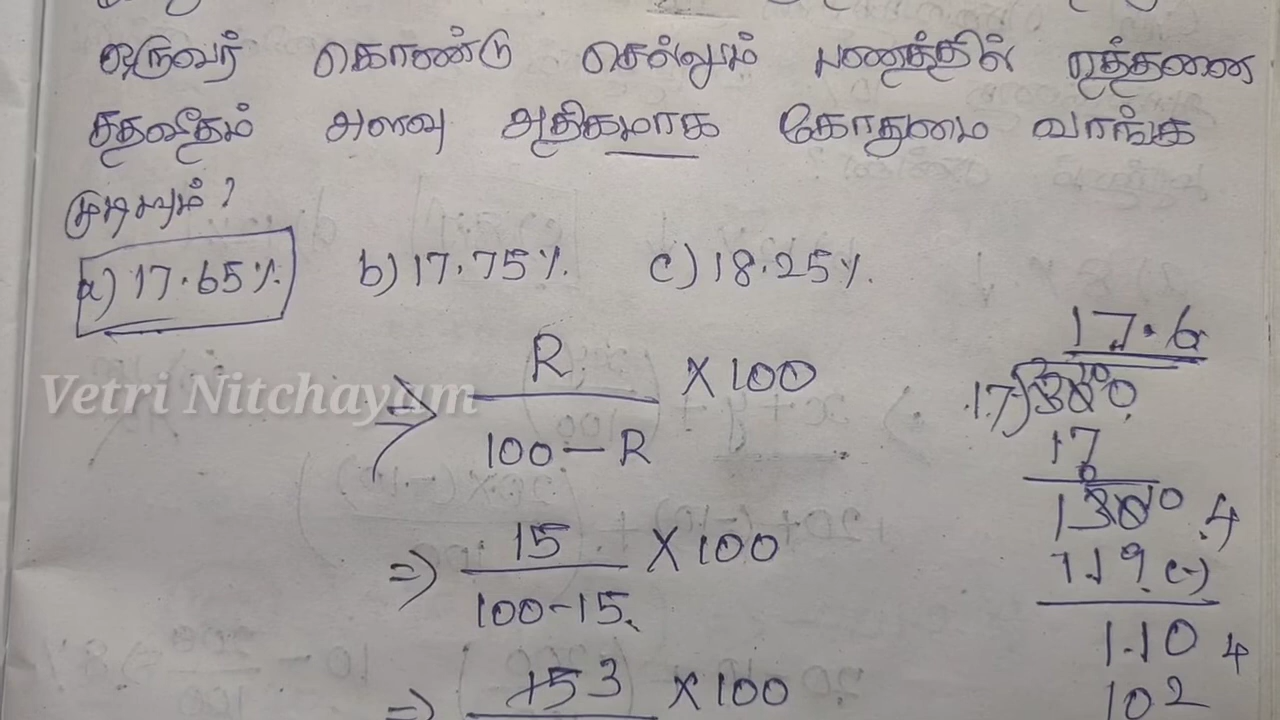 ஒருவர் கொண்டு செல்லும் பணத்தில் எத்தனை
சதவீதம் அளவு அதிகமாக கோதுமை வாங்க
முடியும்?
a) 17.65%. b) 17.75%. c) 18.25%.
Vetri Nitchayam
⇒ R / 100 - R × 100
⇒ 15 / 100-15 × 100
⇒ 153 × 100
17.6
17) 300
17
130
119 (-)
110
102